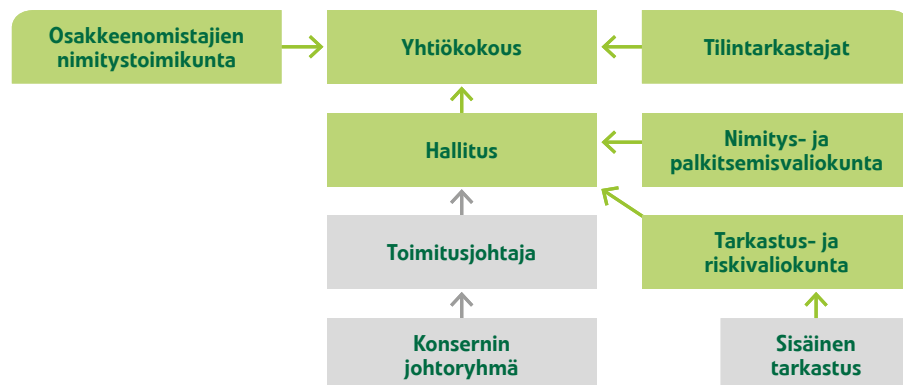 Osakkeenomistajien
nimitystoimikunta
Yhtiökokous
Tilintarkastajat
Hallitus
Nimitys- ja
palkitsemisvaliokunta
Toimitusjohtaja
Tarkastus- ja
riskivaliokunta
Konsernin
johtoryhmä
Sisäinen
tarkastus